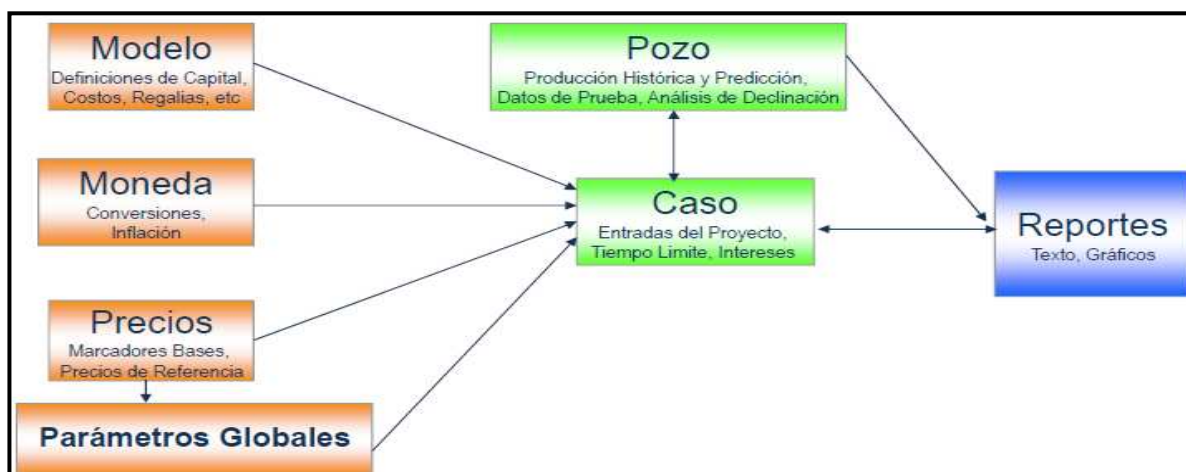 Modelo
Definiciones de Capital,
Costos, Regalias, etc
Pozo
Producción Histórica y Predicción,
Datos de Prueba, Análisis de Declinación
Moneda
Conversiones,
Inflación
Caso
Entradas del Proyecto,
Tiempo Limite, Intereses
Reportes
Texto, Gráficos
Precios
Marcadores Bases,
Precios de Referencia
Parámetros Globales